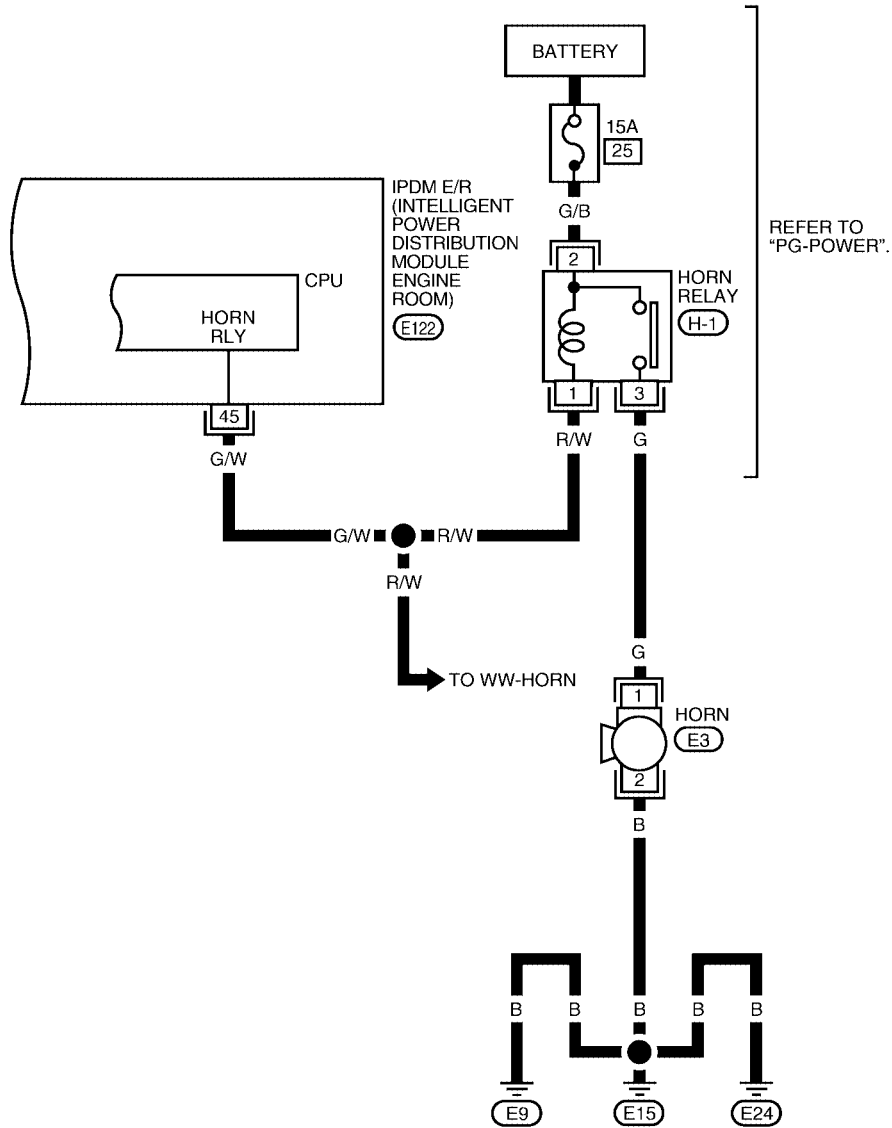 BATTERY
15A
25
G/B
2
HORN
RELAY
H-1
REFER TO
“PG-POWER”.
IPDM E/R
(INTELLIGENT
POWER
DISTRIBUTION
MODULE
ENGINE
ROOM)
E122
CPU
HORN
RLY
45
G/W
1
3
R/W
G
G/W
R/W
R/W
TO WW-HORN
G
1
HORN
E3
2
B
B
B
B
B
B
E9
E15
E24